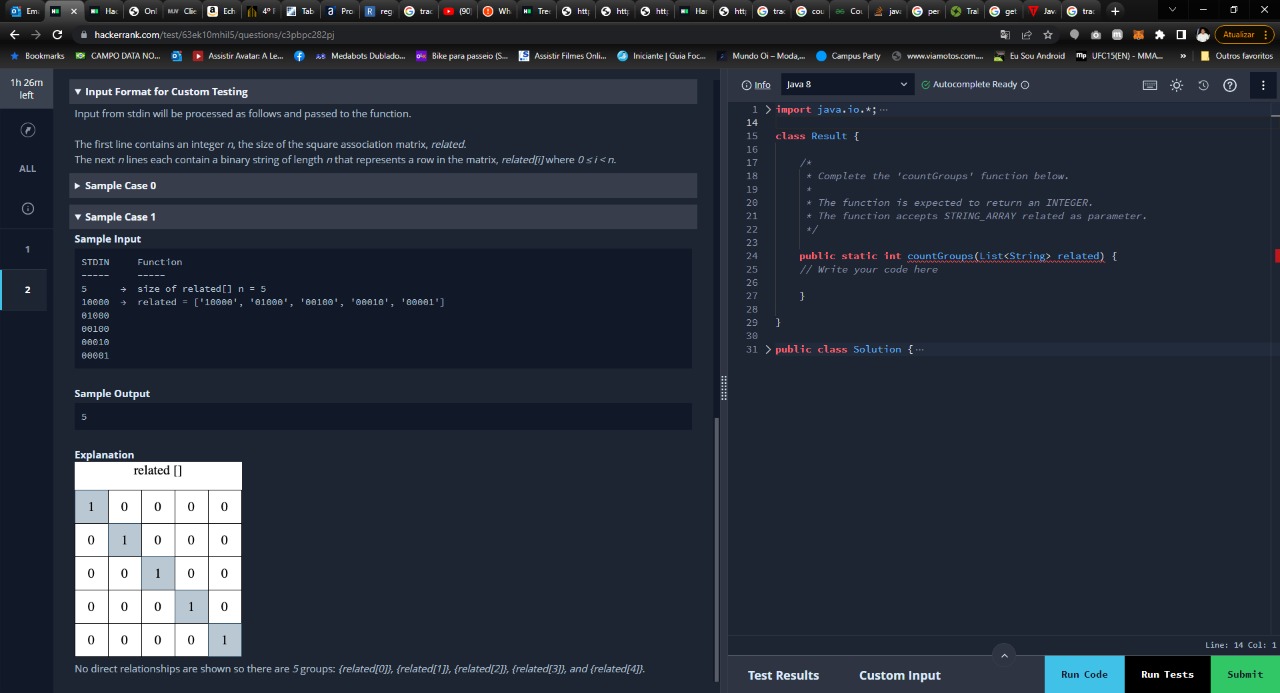 Em
Ha
Onl
MJV Clic
Ech
4º I
Tab
Pro
reg
trac
(90
Wh
Tre
htt
htt
htt
Ha
htt
trac
cou
Co
java
per
Tral
get
Jav
trac
hackerrank.com/test/63ek10mhil5/questions/c3pbpc282pj
Atualizar
Bookmarks
CAMPO DATA NO...
Assistir Avatar: A Le...
Medabots Dublado...
Bike para passeio (S...
Assistir Filmes Onli...
Iniciante | Guia Foc...
Mundo Oi – Moda,...
Campus Party
www.viamotos.com....
Eu Sou Android
UFC15(EN) - MMA...
»
Outros favoritos
1h 26m
left
ALL
1
2
Input Format for Custom Testing
Input from stdin will be processed as follows and passed to the function.
The first line contains an integer n, the size of the square association matrix, related.
The next n lines each contain a binary string of length n that represents a row in the matrix, related[i] where 0 ≤ i < n.
Sample Case 0
Sample Case 1
Sample Input
STDIN Function
----- -----
5 → size of related[] n = 5
10000 → related = ['10000', '01000', '00100', '00010', '00001']
01000
00100
00010
00001
Sample Output
5
Explanation
related []
1 0 0 0 0
0 1 0 0 0
0 0 1 0 0
0 0 0 1 0
0 0 0 0 1
No direct relationships are shown so there are 5 groups: {related[0]}, {related[1]}, {related[2]}, {related[3]}, and {related[4]}.
Info
Java 8
Autocomplete Ready
1 import java.io.*;...
14
15 class Result {
16
17 /*
18 * Complete the 'countGroups' function below.
19 *
20 * The function is expected to return an INTEGER.
21 * The function accepts STRING_ARRAY related as parameter.
22 */
23
24 public static int countGroups(List<String> related) {
25 // Write your code here
26
27 }
28
29 }
30
31 public class Solution {...
Line: 14 Col: 1
Test Results
Custom Input
Run Code
Run Tests
Submit